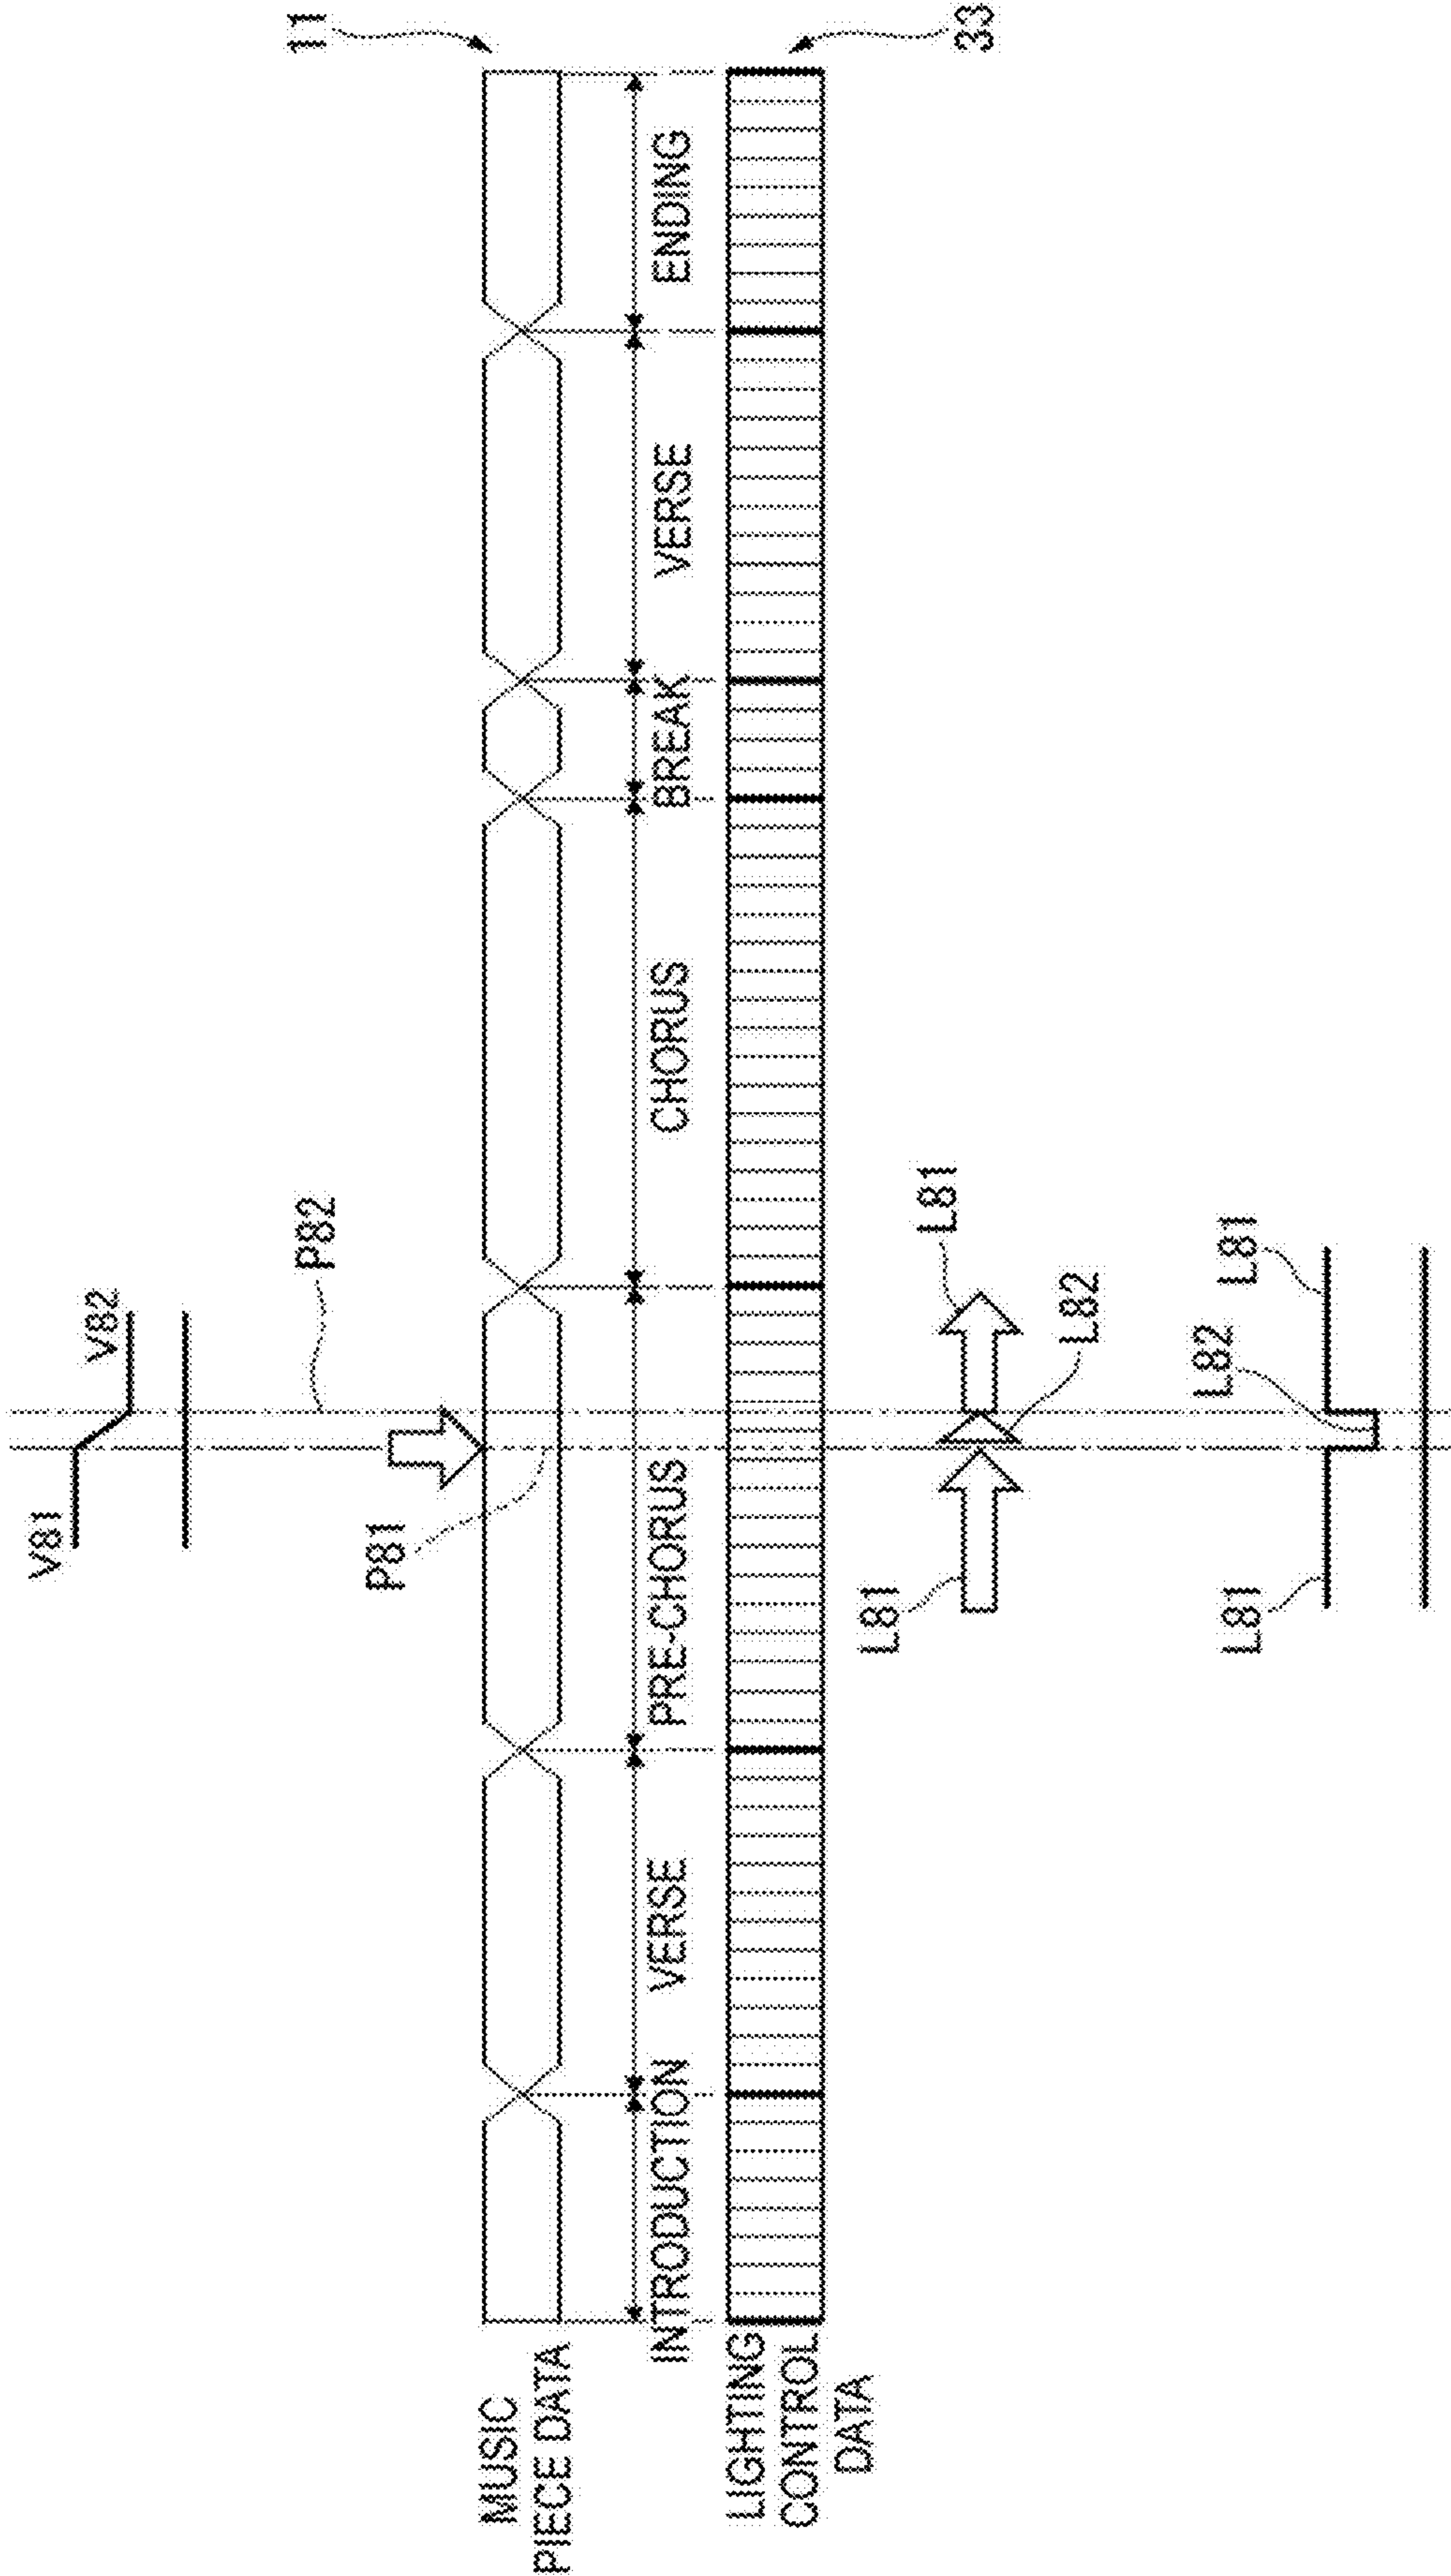 V81
V82
P82
11
P81
MUSIC
PIECE DATA
INTRODUCTION
VERSE
PRE-CHORUS
CHORUS
BREAK
VERSE
ENDING
LIGHTING
CONTROL
DATA
33
L81
L81
L82
L81
L82
L81